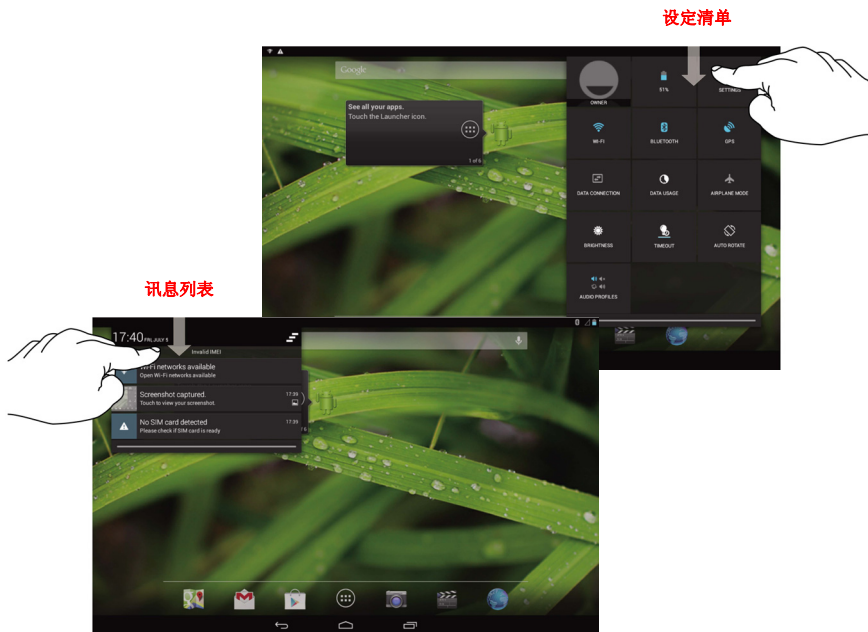 设定清单
Google
See all your apps.
Touch the Launcher icon.
1 of 6
OWNER
51%
SETTINGS
WI-FI
BLUETOOTH
GPS
DATA CONNECTION
DATA USAGE
AIRPLANE MODE
BRIGHTNESS
TIMEOUT
AUTO ROTATE
AUDIO PROFILES
讯息列表
17:40 FRI, JULY 5
Invalid IMEI
Wi-Fi networks available
Open Wi-Fi networks available
Screenshot captured. 17:39
Touch to view your screenshot.
No SIM card detected 17:39
Please check if SIM card is ready